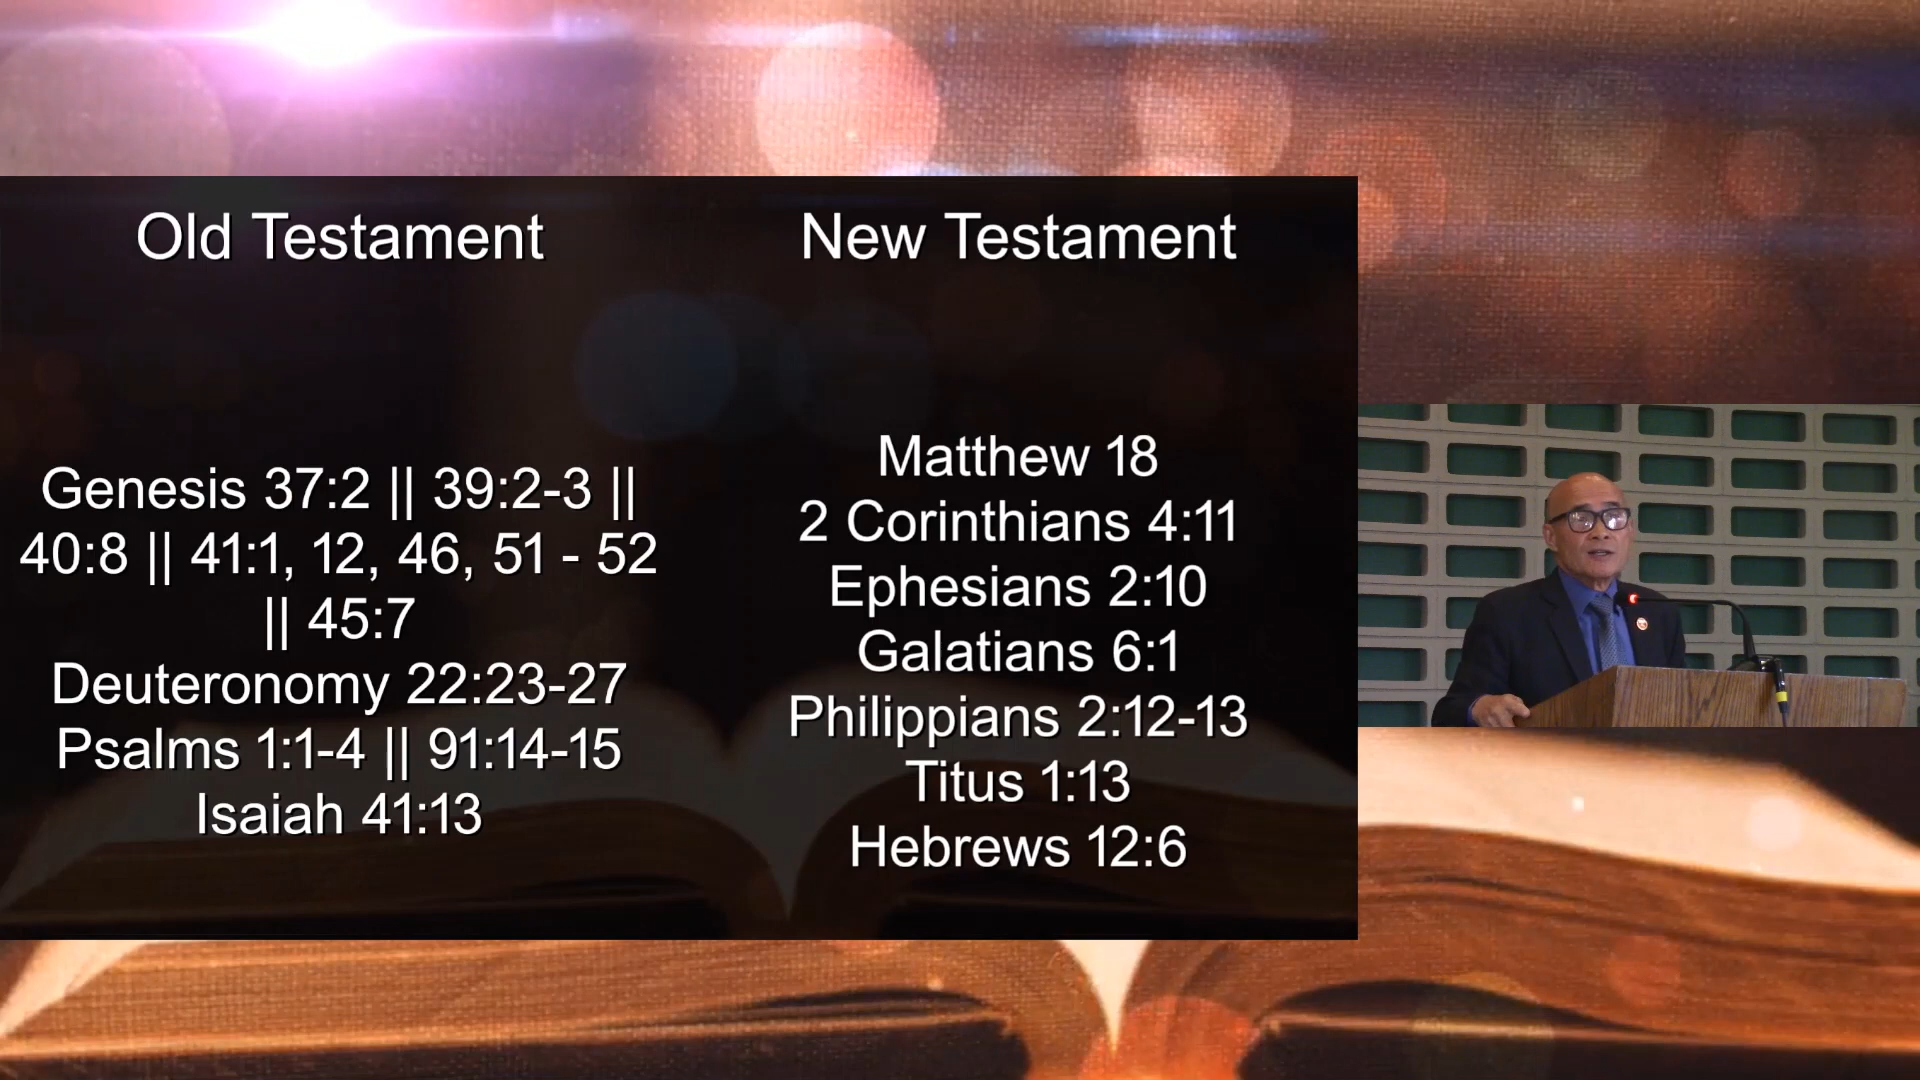 Old Testament
Genesis 37:2 || 39:2-3 ||
40:8 || 41:1, 12, 46, 51 - 52
|| 45:7
Deuteronomy 22:23-27
Psalms 1:1-4 || 91:14-15
Isaiah 41:13
New Testament
Matthew 18
2 Corinthians 4:11
Ephesians 2:10
Galatians 6:1
Philippians 2:12-13
Titus 1:13
Hebrews 12:6